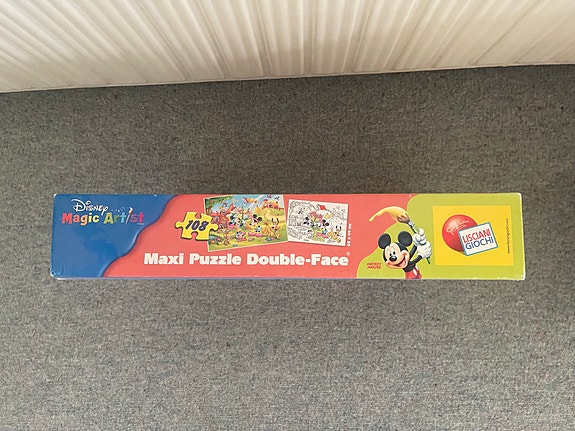 Disney
Magic Artist
108
Maxi Puzzle Double-Face
MICKEY
MOUSE
LISCIANI
GIOCHI